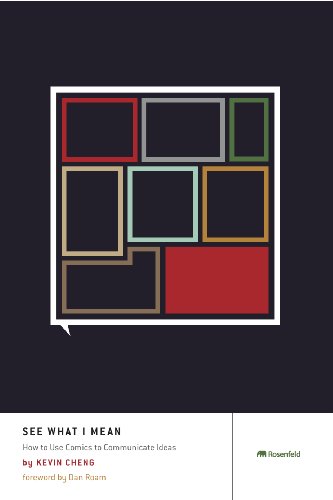 SEE WHAT I MEAN
How to Use Comics to Communicate Ideas
by KEVIN CHENG
foreword by Dan Roam
Rosenfeld